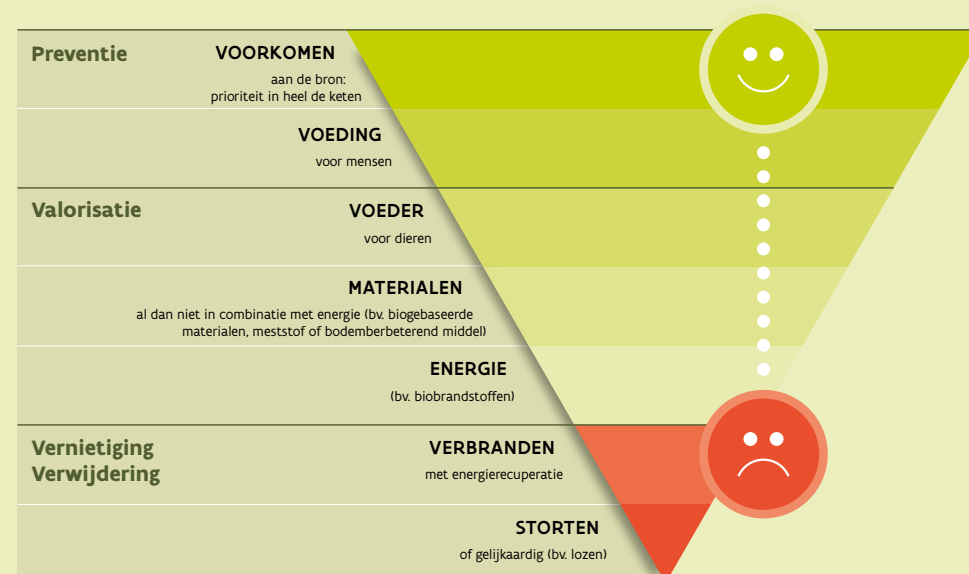 Preventie
VOORKOMEN
aan de bron:
prioriteit in heel de keten
VOEDING
voor mensen
Valorisatie
VOEDER
voor dieren
MATERIALEN
al dan niet in combinatie met energie (bv. biogebaseerde
materialen, meststof of bodemberbeterend middel)
ENERGIE
(bv. biobrandstoffen)
Vernietiging
Verwijdering
VERBRANDEN
met energierecuperatie
STORTEN
of gelijkaardig (bv. lozen)